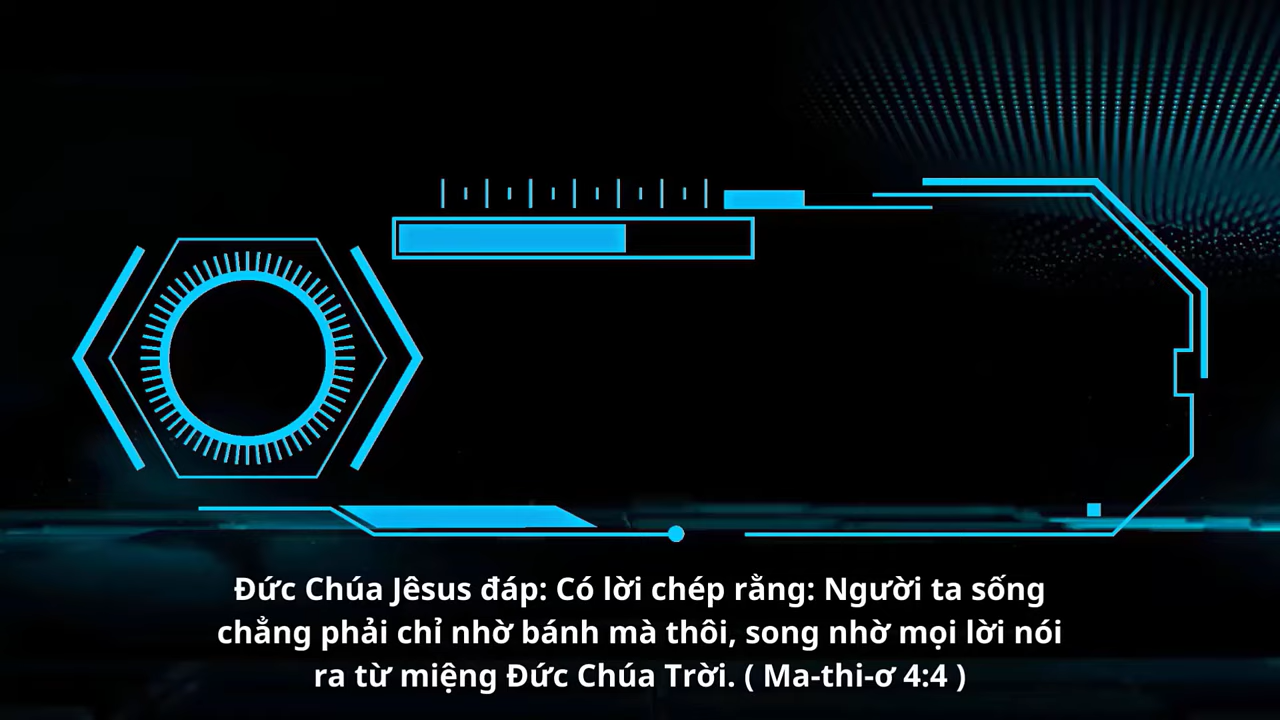 Đức Chúa Jêsus đáp: Có lời chép rằng: Người ta sống
chẳng phải chỉ nhờ bánh mà thôi, song nhờ mọi lời nói
ra từ miệng Đức Chúa Trời. ( Ma-thi-ơ 4:4 )